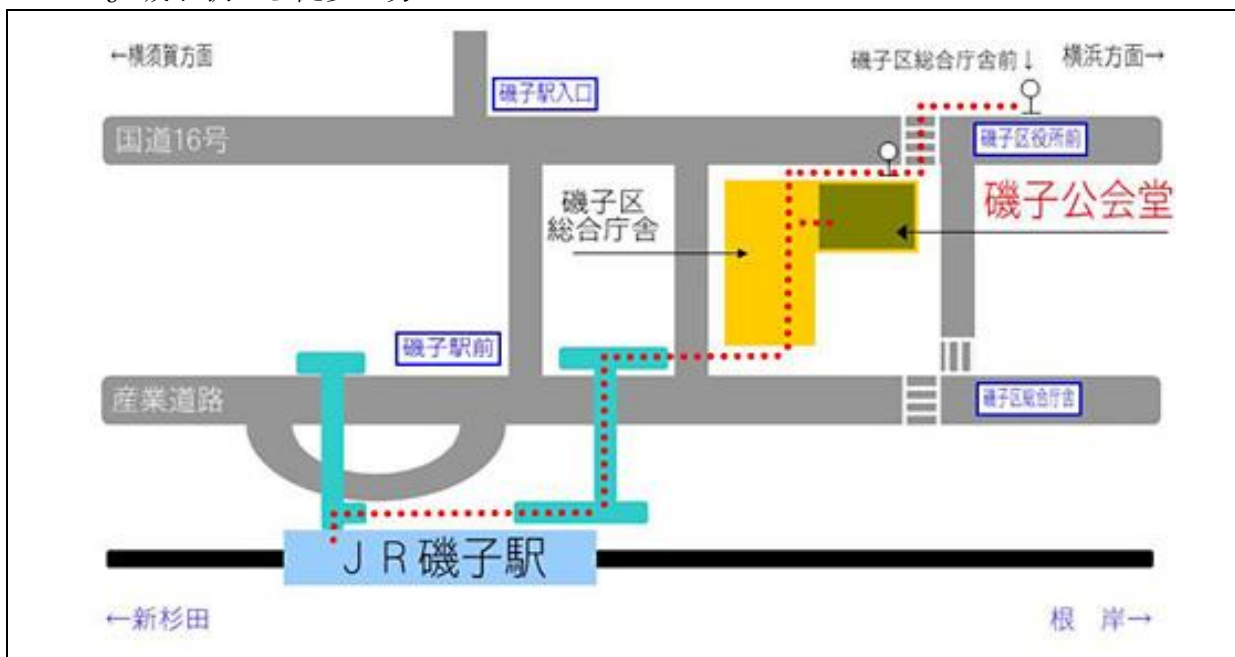 ←横須賀方面
磯子区総合庁舎前↓
横浜方面→
磯子駅入口
国道16号
磯子区役所前
磯子区
総合庁舎
磯子公会堂
磯子駅前
産業道路
磯子区総合庁舎
JR磯子駅
←新杉田
根 岸→